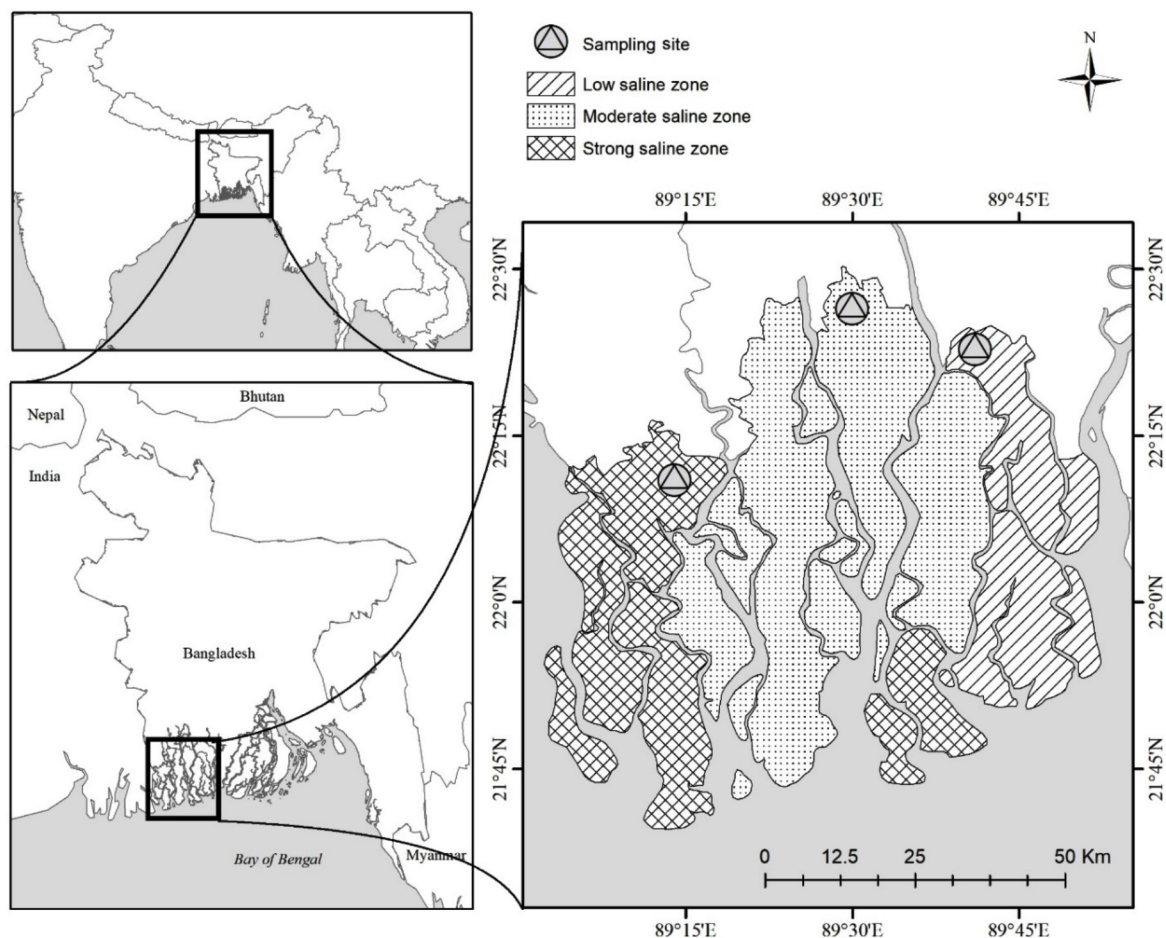 Sampling site
Low saline zone
Moderate saline zone
Strong saline zone
N
89°15'E
89°30'E
89°45'E
22°30'N
22°30'N
22°15'N
22°15'N
22°0'N
22°0'N
21°45'N
21°45'N
Nepal
Bhutan
India
Bangladesh
Bay of Bengal
Myanmar
0
12.5
25
50 Km
89°15'E
89°30'E
89°45'E